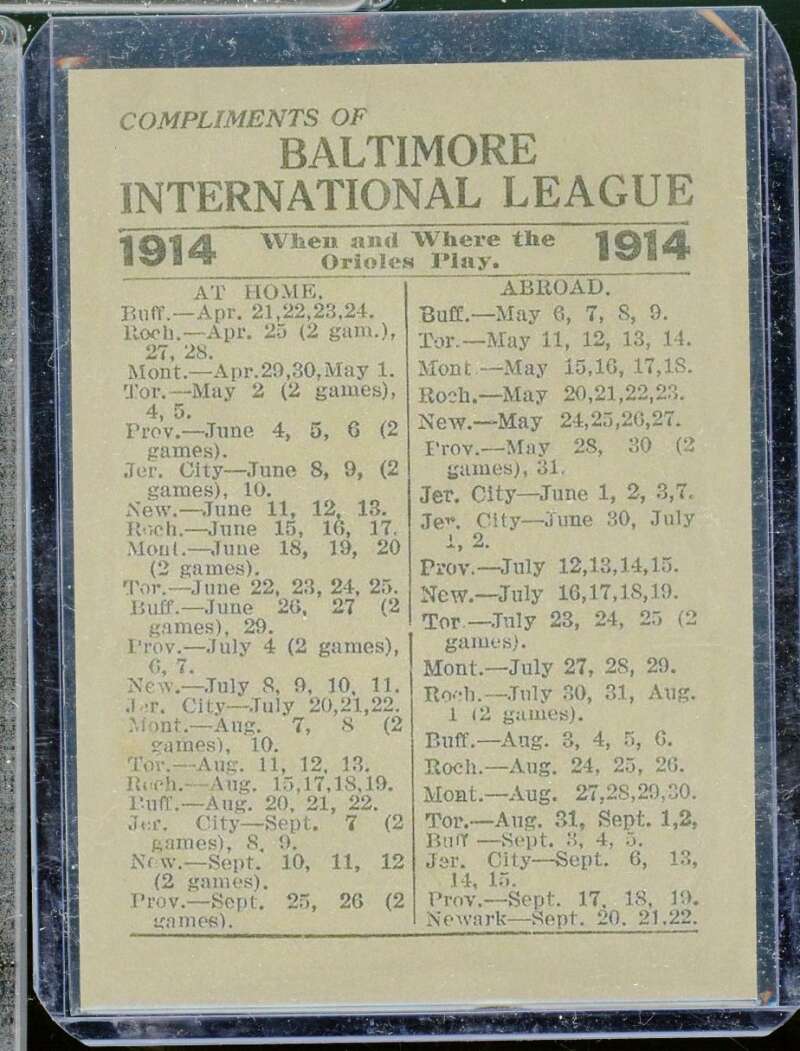 COMPLIMENTS OF
BALTIMORE
INTERNATIONAL LEAGUE
1914 When and Where the Orioles Play. 1914
AT HOME.
Buff.—Apr. 21,22,23,24.
Roch.—Apr. 25 (2 gam.),
27, 28.
Mont.—Apr.29,30,May 1.
Tor.—May 2 (2 games),
4, 5.
Prov.—June 4, 5, 6 (2
games).
Jer. City—June 8, 9, (2
games), 10.
New.—June 11, 12, 13.
Roch.—June 15, 16, 17.
Mont.—June 18, 19, 20
(2 games).
Tor.—June 22, 23, 24, 25.
Buff.—June 26, 27 (2
games), 29.
Prov.—July 4 (2 games),
6, 7.
New.—July 8, 9, 10, 11.
Jer. City—July 20,21,22.
Mont.—Aug. 7, 8 (2
games), 10.
Tor.—Aug. 11, 12, 13.
Roch.—Aug. 15,17,18,19.
Buff.—Aug. 20, 21, 22.
Jer. City—Sept. 7 (2
games), 8, 9.
New.—Sept. 10, 11, 12
(2 games).
Prov.—Sept. 25, 26 (2
games).
ABROAD.
Buff.—May 6, 7, 8, 9.
Tor.—May 11, 12, 13, 14.
Mont.—May 15,16, 17,18.
Roch.—May 20,21,22,23.
New.—May 24,25,26,27.
Prov.—May 28, 30 (2
games), 31.
Jer. City—June 1, 2, 3,7.
Jer. City—June 30, July
1, 2.
Prov.—July 12,13,14,15.
New.—July 16,17,18,19.
Tor.—July 23, 24, 25 (2
games).
Mont.—July 27, 28, 29.
Roch.—July 30, 31, Aug.
1 (2 games).
Buff.—Aug. 3, 4, 5, 6.
Roch.—Aug. 24, 25, 26.
Mont.—Aug. 27,28,29,30.
Tor.—Aug. 31, Sept. 1,2,
Buff —Sept. 3, 4, 5.
Jer. City—Sept. 6, 13,
14, 15.
Prov.—Sept. 17, 18, 19.
Newark—Sept. 20, 21,22.